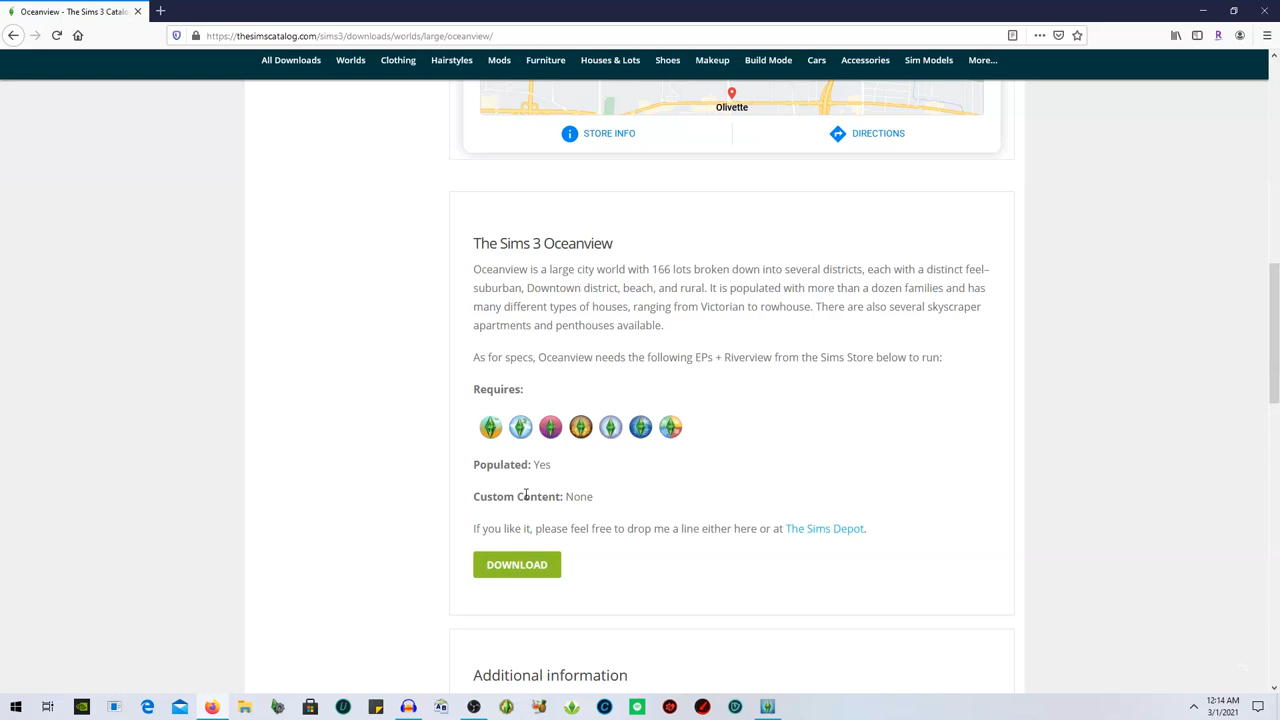 Oceanview - The Sims 3 Catalo
https://thesimscatalog.com/sims3/downloads/worlds/large/oceanview/
All Downloads Worlds Clothing Hairstyles Mods Furniture Houses & Lots Shoes Makeup Build Mode Cars Accessories Sim Models More...
Olivette
STORE INFO DIRECTIONS
The Sims 3 Oceanview
Oceanview is a large city world with 166 lots broken down into several districts, each with a distinct feel–
suburban, Downtown district, beach, and rural. It is populated with more than a dozen families and has
many different types of houses, ranging from Victorian to rowhouse. There are also several skyscraper
apartments and penthouses available.
As for specs, Oceanview needs the following EPs + Riverview from the Sims Store below to run:
Requires:
Populated: Yes
Custom Content: None
If you like it, please feel free to drop me a line either here or at The Sims Depot.
DOWNLOAD
Additional information
12:14 AM
3/1/2021